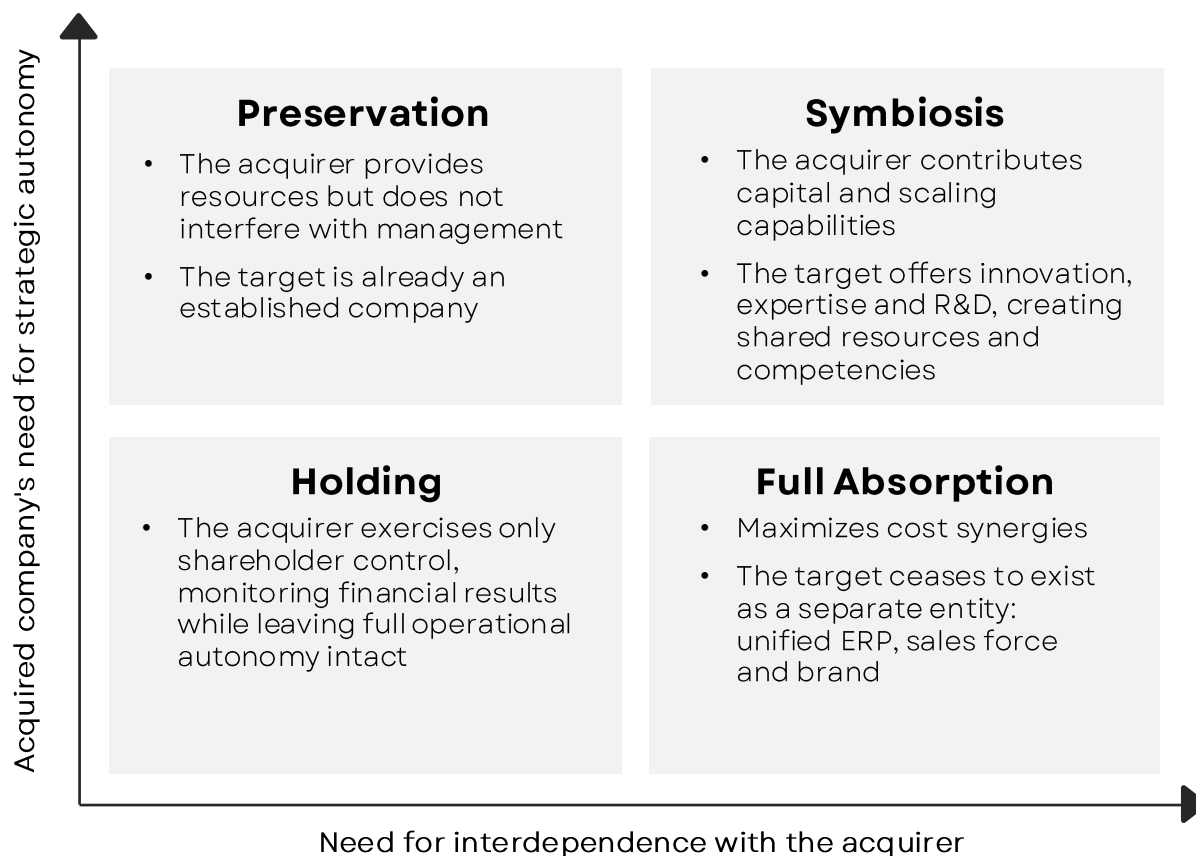 Acquired company's need for strategic autonomy
Preservation
• The acquirer provides
resources but does not
interfere with management
• The target is already an
established company
Symbiosis
• The acquirer contributes
capital and scaling
capabilities
• The target offers innovation,
expertise and R&D, creating
shared resources and
competencies
Holding
• The acquirer exercises only
shareholder control,
monitoring financial results
while leaving full operational
autonomy intact
Full Absorption
• Maximizes cost synergies
• The target ceases to exist
as a separate entity:
unified ERP, sales force
and brand
Need for interdependence with the acquirer